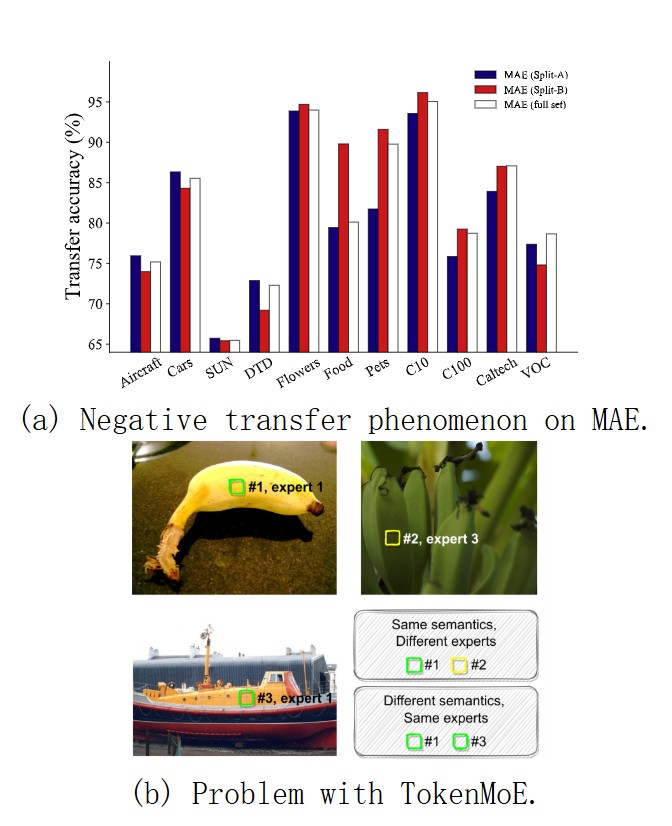 MAE (Split-A)
MAE (Split-B)
MAE (full set)
Transfer accuracy (%)
95
90
85
80
75
70
65
Aircraft
Cars
SUN
DTD
Flowers
Food
Pets
C10
C100
Caltech
VOC
(a) Negative transfer phenomenon on MAE.
#1, expert 1
#2, expert 3
#3, expert 1
Same semantics,
Different experts
#1 #2
Different semantics,
Same experts
#1 #3
(b) Problem with TokenMoE.